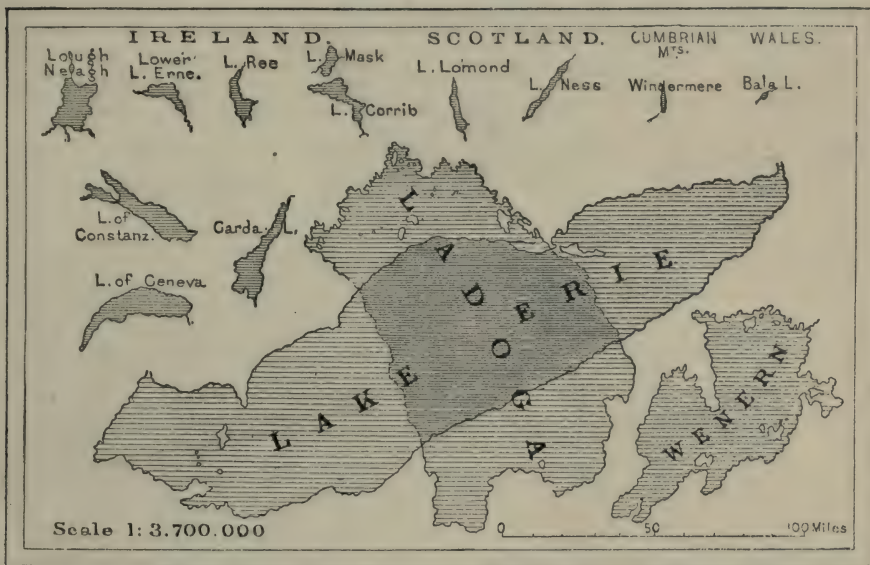 IRELAND. SCOTLAND. CUMBRIAN MTS. WALES.
Lough Neagh
Lower L. Erne.
L. Ree
L. Mask
L. Corrib
L. Lomond
L. Ness
Windermere
Bala L.
L. of Constanz.
Garda L.
L. of Geneva
LADOGA
LAKE ERIE
WENERN
Scale 1:3.700.000
0 50 100 Miles